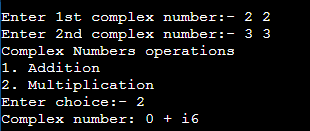 Enter 1st complex number:- 2 2
Enter 2nd complex number:- 3 3
Complex Numbers operations
1. Addition
2. Multiplication
Enter choice:- 2
Complex number: 0 + i6